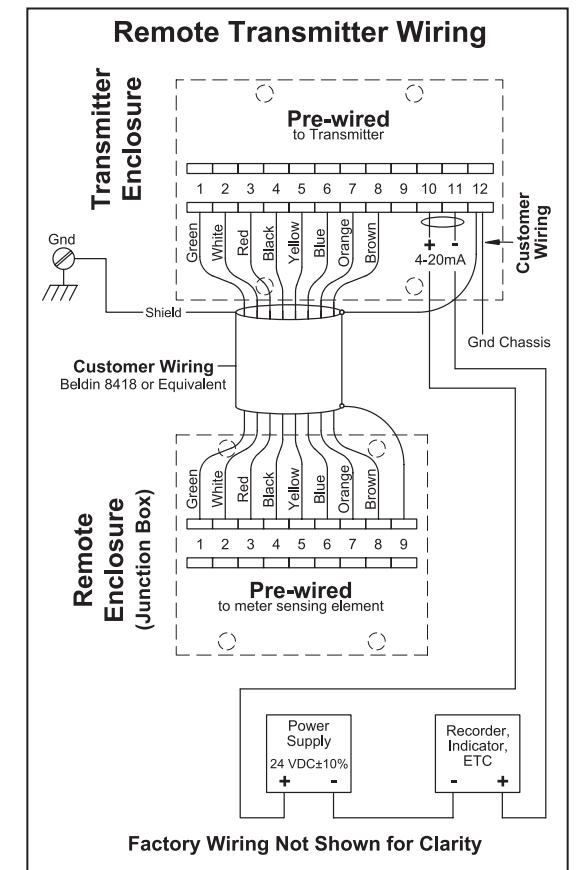 Remote Transmitter Wiring
Transmitter
Enclosure
Pre-wired
to Transmitter
1 2 3 4 5 6 7 8 9 10 11 12
Green
White
Red
Black
Yellow
Blue
Orange
Brown
+ -
4-20mA
Customer
Wiring
Gnd
Shield
Gnd Chassis
Customer Wiring
Beldin 8418 or Equivalent
Remote
Enclosure
(Junction Box)
Green
White
Red
Black
Yellow
Blue
Orange
Brown
1 2 3 4 5 6 7 8 9
Pre-wired
to meter sensing element
Power
Supply
24 VDC±10%
+ -
Recorder,
Indicator,
ETC
- +
Factory Wiring Not Shown for Clarity